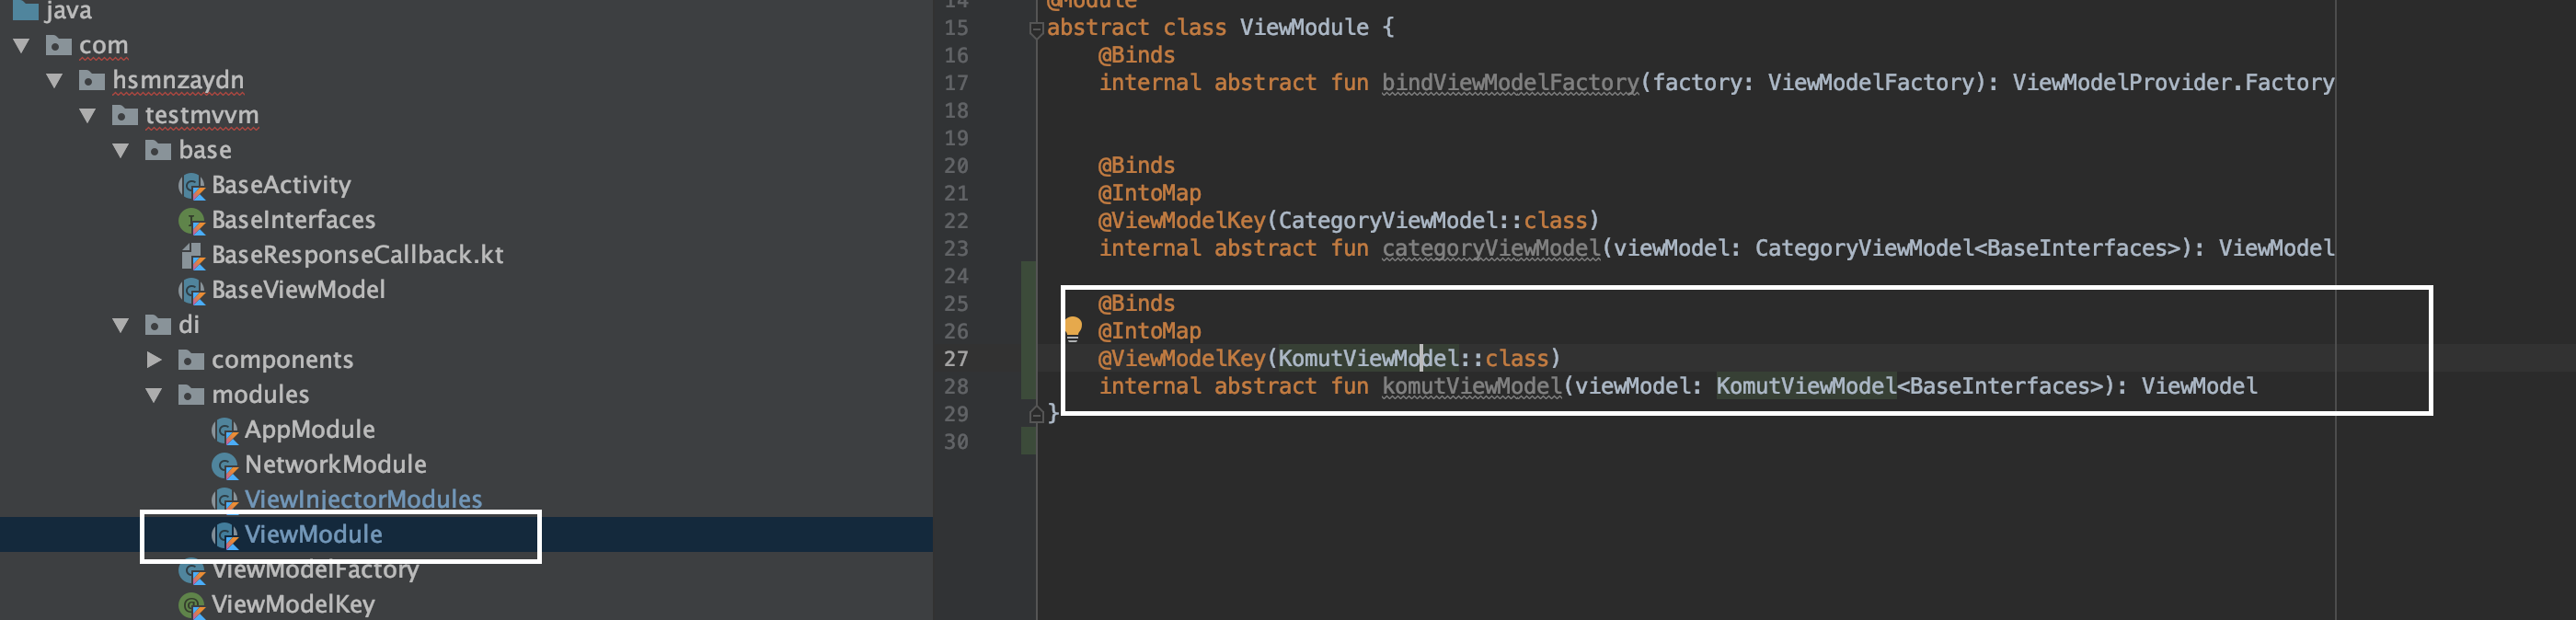 java
com
hsmnzaydn
testmvvm
base
BaseActivity
BaseInterfaces
BaseResponseCallback.kt
BaseViewModel
di
components
modules
AppModule
NetworkModule
ViewInjectorModules
ViewModule
ViewModelFactory
ViewModelKey
14 @Module
15 abstract class ViewModule {
16 @Binds
17 internal abstract fun bindViewModelFactory(factory: ViewModelFactory): ViewModelProvider.Factory
18
19
20 @Binds
21 @IntoMap
22 @ViewModelKey(CategoryViewModel::class)
23 internal abstract fun categoryViewModel(viewModel: CategoryViewModel<BaseInterfaces>): ViewModel
24
25 @Binds
26 @IntoMap
27 @ViewModelKey(KomutViewModel::class)
28 internal abstract fun komutViewModel(viewModel: KomutViewModel<BaseInterfaces>): ViewModel
29 }
30